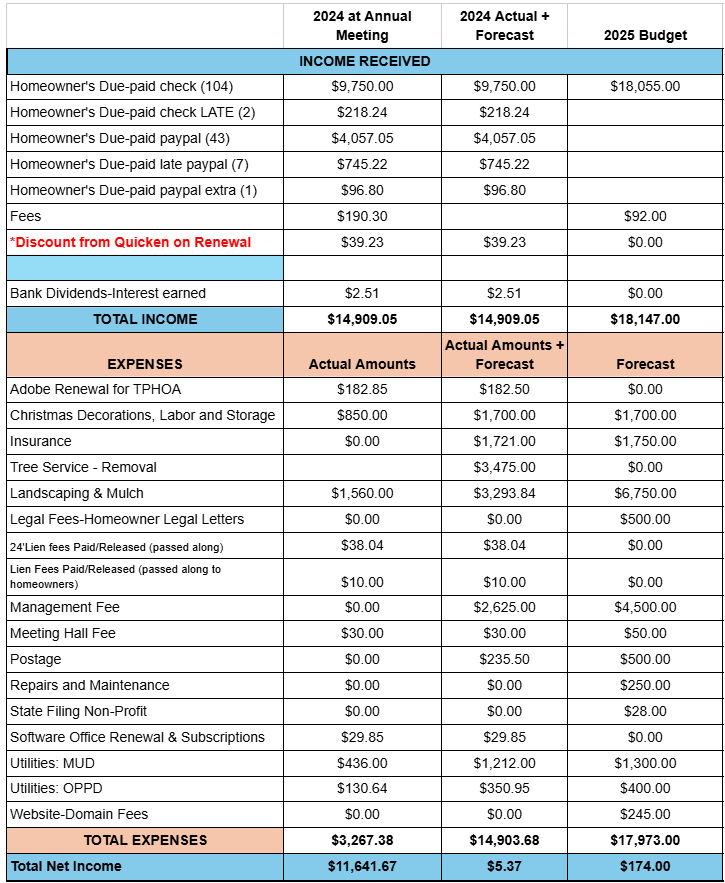 2024 at Annual Meeting 2024 Actual + Forecast 2025 Budget
INCOME RECEIVED
Homeowner's Due-paid check (104) $9,750.00 $9,750.00 $18,055.00
Homeowner's Due-paid check LATE (2) $218.24 $218.24
Homeowner's Due-paid paypal (43) $4,057.05 $4,057.05
Homeowner's Due-paid late paypal (7) $745.22 $745.22
Homeowner's Due-paid paypal extra (1) $96.80 $96.80
Fees $190.30 $92.00
*Discount from Quicken on Renewal $39.23 $39.23 $0.00
Bank Dividends-Interest earned $2.51 $2.51 $0.00
TOTAL INCOME $14,909.05 $14,909.05 $18,147.00
EXPENSES Actual Amounts Actual Amounts + Forecast Forecast
Adobe Renewal for TPHOA $182.85 $182.50 $0.00
Christmas Decorations, Labor and Storage $850.00 $1,700.00 $1,700.00
Insurance $0.00 $1,721.00 $1,750.00
Tree Service - Removal $3,475.00 $0.00
Landscaping & Mulch $1,560.00 $3,293.84 $6,750.00
Legal Fees-Homeowner Legal Letters $0.00 $0.00 $500.00
24'Lien fees Paid/Released (passed along) $38.04 $38.04 $0.00
Lien Fees Paid/Released (passed along to homeowners) $10.00 $10.00 $0.00
Management Fee $0.00 $2,625.00 $4,500.00
Meeting Hall Fee $30.00 $30.00 $50.00
Postage $0.00 $235.50 $500.00
Repairs and Maintenance $0.00 $0.00 $250.00
State Filing Non-Profit $0.00 $0.00 $28.00
Software Office Renewal & Subscriptions $29.85 $29.85 $0.00
Utilities: MUD $436.00 $1,212.00 $1,300.00
Utilities: OPPD $130.64 $350.95 $400.00
Website-Domain Fees $0.00 $0.00 $245.00
TOTAL EXPENSES $3,267.38 $14,903.68 $17,973.00
Total Net Income $11,641.67 $5.37 $174.00